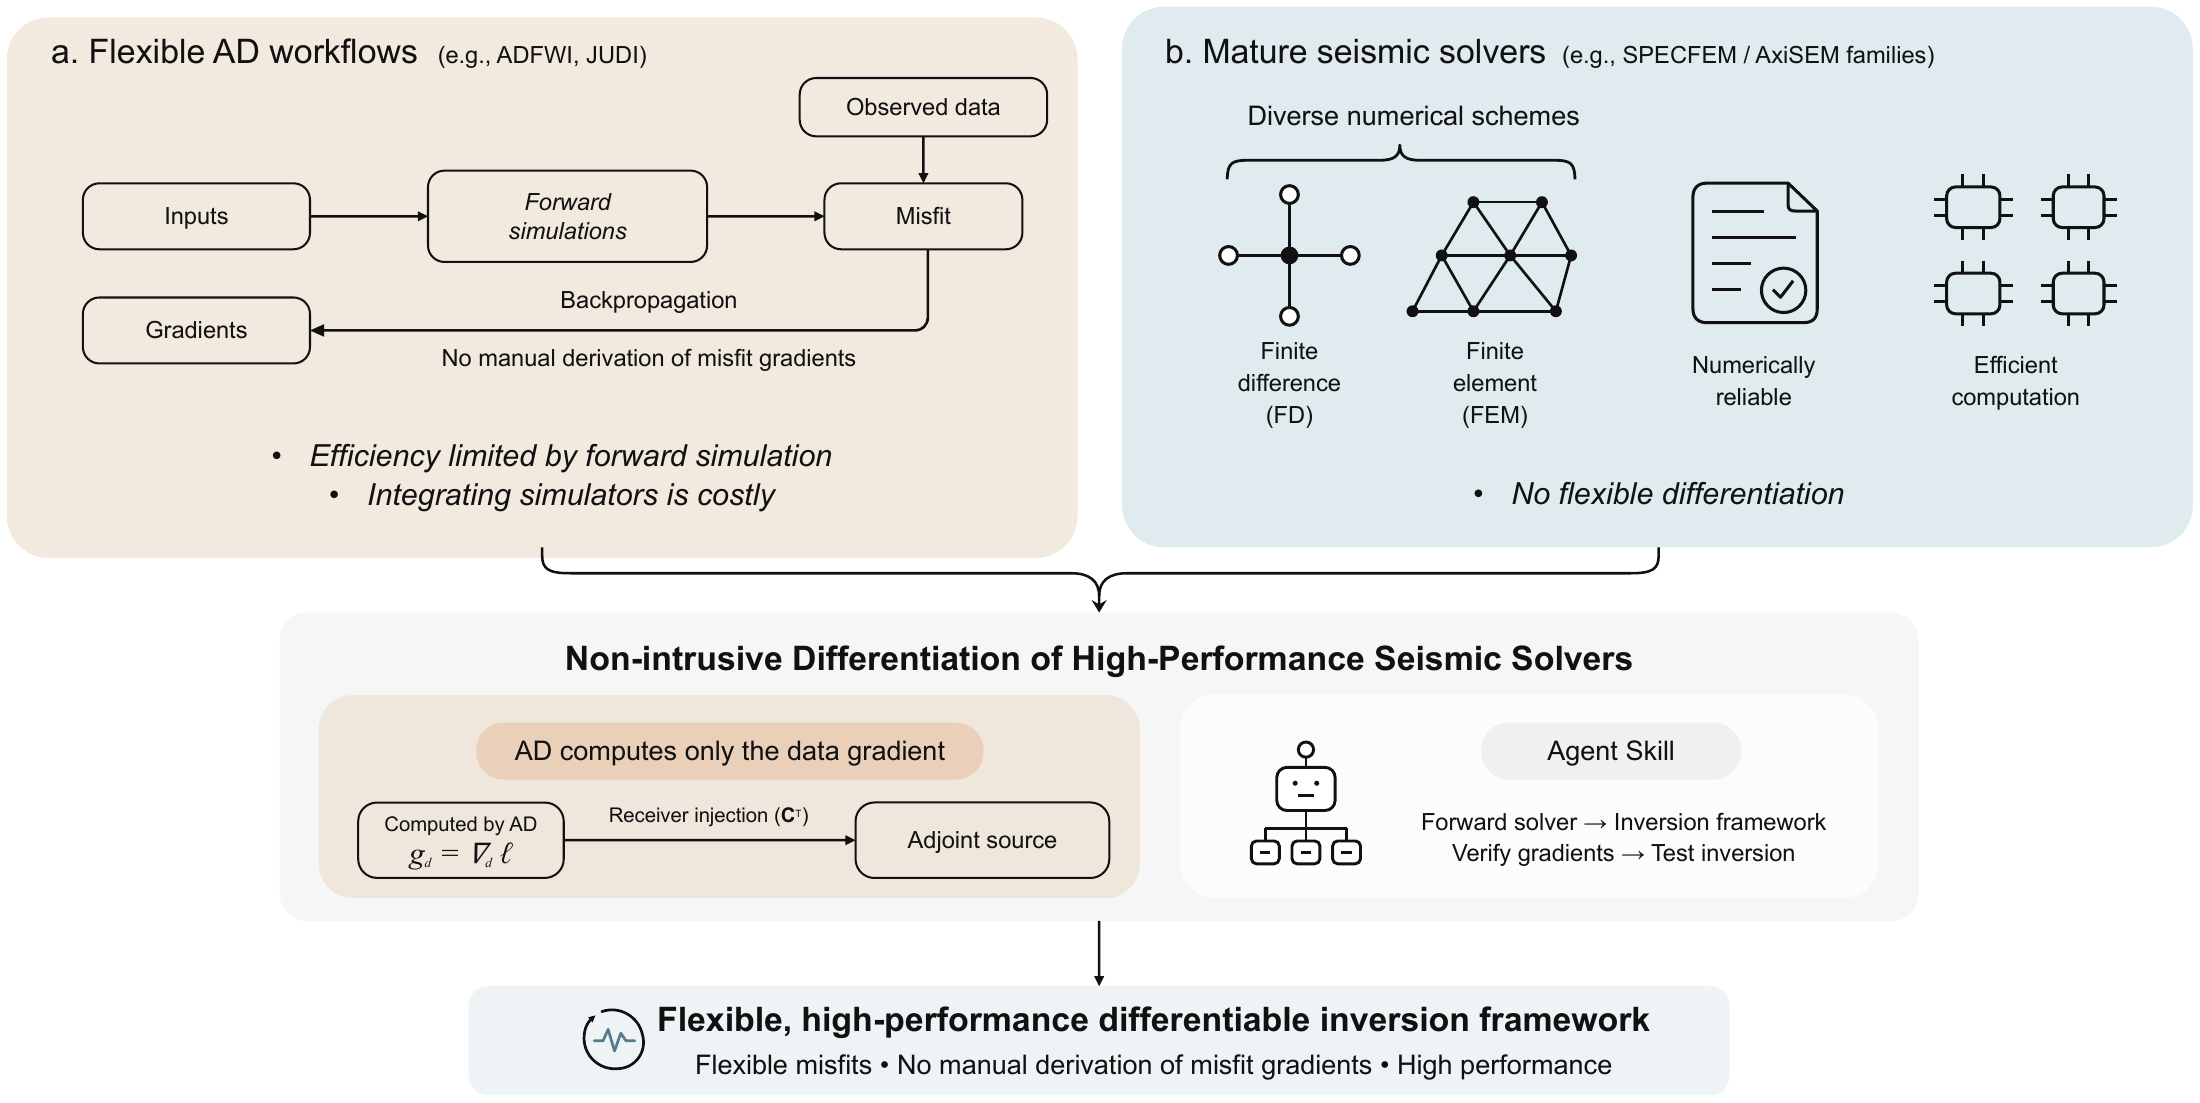 a. Flexible AD workflows (e.g., ADFWI, JUDI)
Observed data
Inputs
Forward
simulations
Misfit
Backpropagation
Gradients
No manual derivation of misfit gradients
• Efficiency limited by forward simulation
• Integrating simulators is costly
b. Mature seismic solvers (e.g., SPECFEM / AxiSEM families)
Diverse numerical schemes
Finite
difference
(FD)
Finite
element
(FEM)
Numerically
reliable
Efficient
computation
• No flexible differentiation
Non-intrusive Differentiation of High-Performance Seismic Solvers
AD computes only the data gradient
Computed by AD
g_d = ∇_d ℓ
Receiver injection (Cᵀ)
Adjoint source
Agent Skill
Forward solver → Inversion framework
Verify gradients → Test inversion
Flexible, high-performance differentiable inversion framework
Flexible misfits • No manual derivation of misfit gradients • High performance